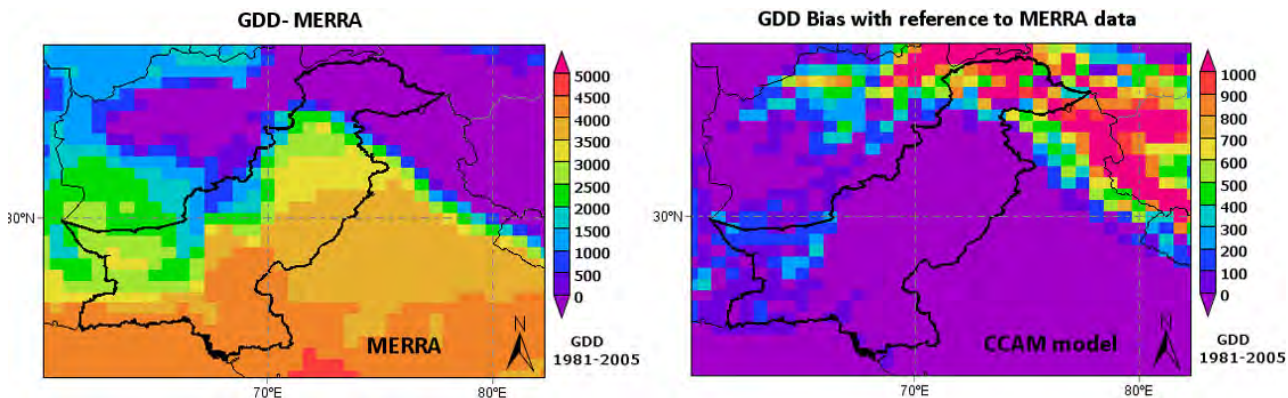 GDD- MERRA
5000
4500
4000
3500
3000
2500
2000
1500
1000
500
0
30°N
N
MERRA
GDD
1981-2005
70°E
80°E
GDD Bias with reference to MERRA data
1000
900
800
700
600
500
400
300
200
100
0
30°N
N
CCAM model
GDD
1981-2005
70°E
80°E